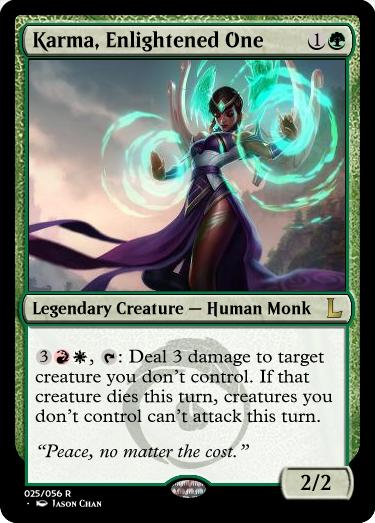 Karma, Enlightened One 1
Legendary Creature — Human Monk L
3, : Deal 3 damage to target
creature you don't control. If that
creature dies this turn, creatures you
don't control can't attack this turn.
“Peace, no matter the cost.”
2/2
025/056 R
· Jason Chan